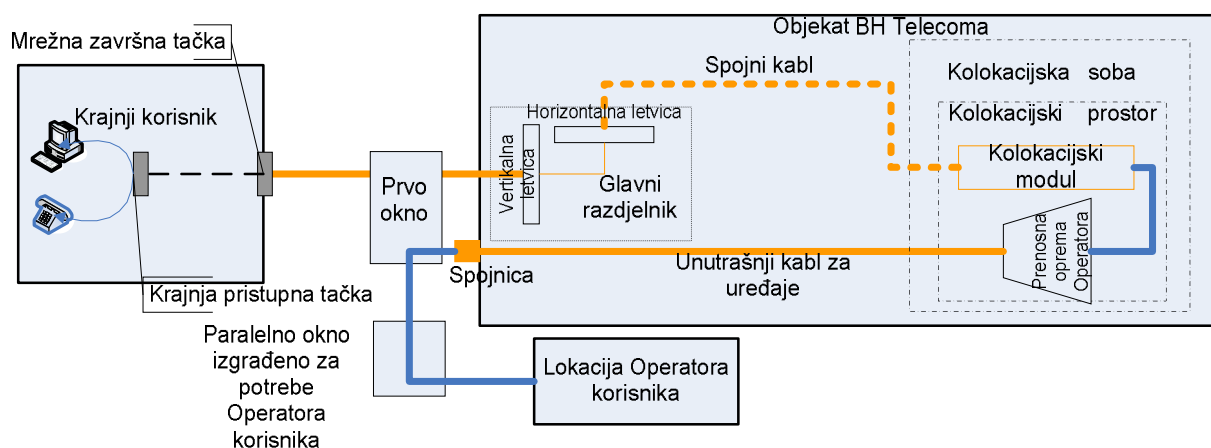 Mrežna završna tačka
Krajnji korisnik
Krajnja pristupna tačka
Prvo
okno
Paralelno okno
izgrađeno za
potrebe
Operatora
korisnika
Spojnica
Lokacija Operatora
korisnika
Objekat BH Telecoma
Spojni kabl
Horizontalna letvica
Vertikalna
letvica
Glavni
razdjelnik
Unutrašnji kabl za
uređaje
Kolokacijska soba
Kolokacijski prostor
Kolokacijski
modul
Prenosna
oprema
Operatora